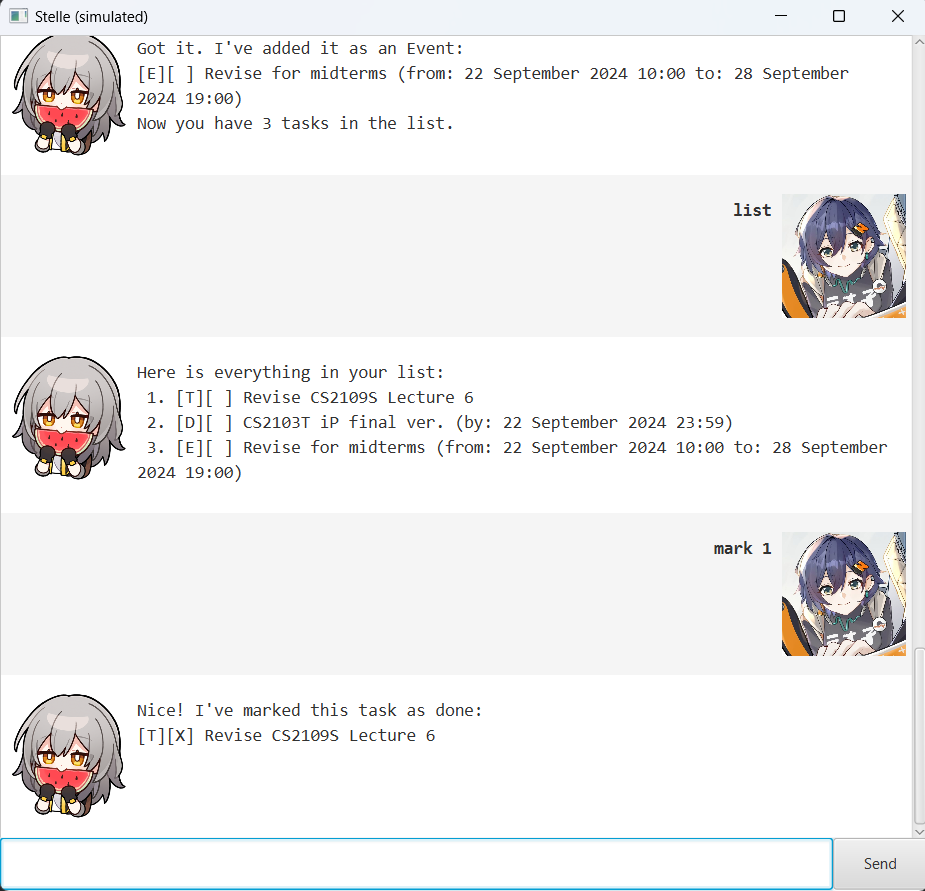 Stelle (simulated)
Got it. I've added it as an Event:
[E][ ] Revise for midterms (from: 22 September 2024 10:00 to: 28 September
2024 19:00)
Now you have 3 tasks in the list.
list
Here is everything in your list:
1. [T][ ] Revise CS2109S Lecture 6
2. [D][ ] CS2103T iP final ver. (by: 22 September 2024 23:59)
3. [E][ ] Revise for midterms (from: 22 September 2024 10:00 to: 28 September
2024 19:00)
mark 1
Nice! I've marked this task as done:
[T][X] Revise CS2109S Lecture 6
Send